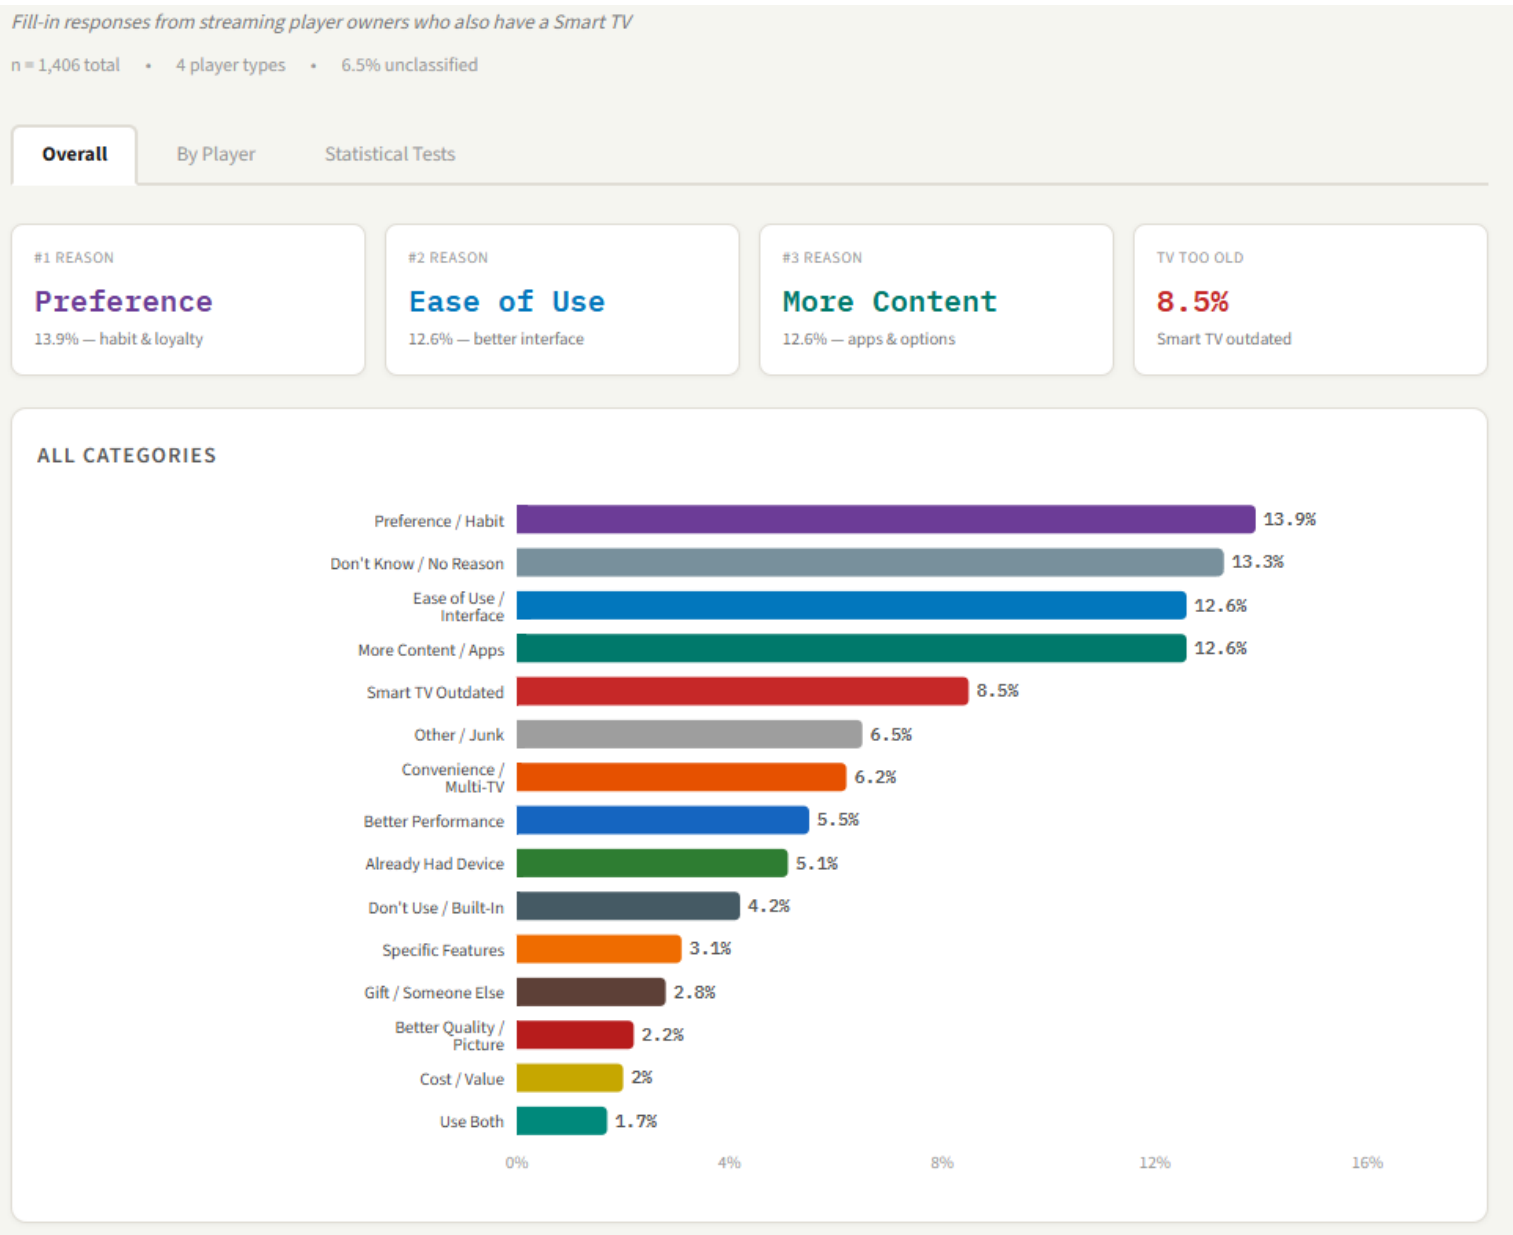 Fill-in responses from streaming player owners who also have a Smart TV
n = 1,406 total • 4 player types • 6.5% unclassified
Overall By Player Statistical Tests
#1 REASON
Preference
13.9% — habit & loyalty
#2 REASON
Ease of Use
12.6% — better interface
#3 REASON
More Content
12.6% — apps & options
TV TOO OLD
8.5%
Smart TV outdated
ALL CATEGORIES
Preference / Habit 13.9%
Don't Know / No Reason 13.3%
Ease of Use /
Interface 12.6%
More Content / Apps 12.6%
Smart TV Outdated 8.5%
Other / Junk 6.5%
Convenience /
Multi-TV 6.2%
Better Performance 5.5%
Already Had Device 5.1%
Don't Use / Built-In 4.2%
Specific Features 3.1%
Gift / Someone Else 2.8%
Better Quality /
Picture 2.2%
Cost / Value 2%
Use Both 1.7%
0% 4% 8% 12% 16%